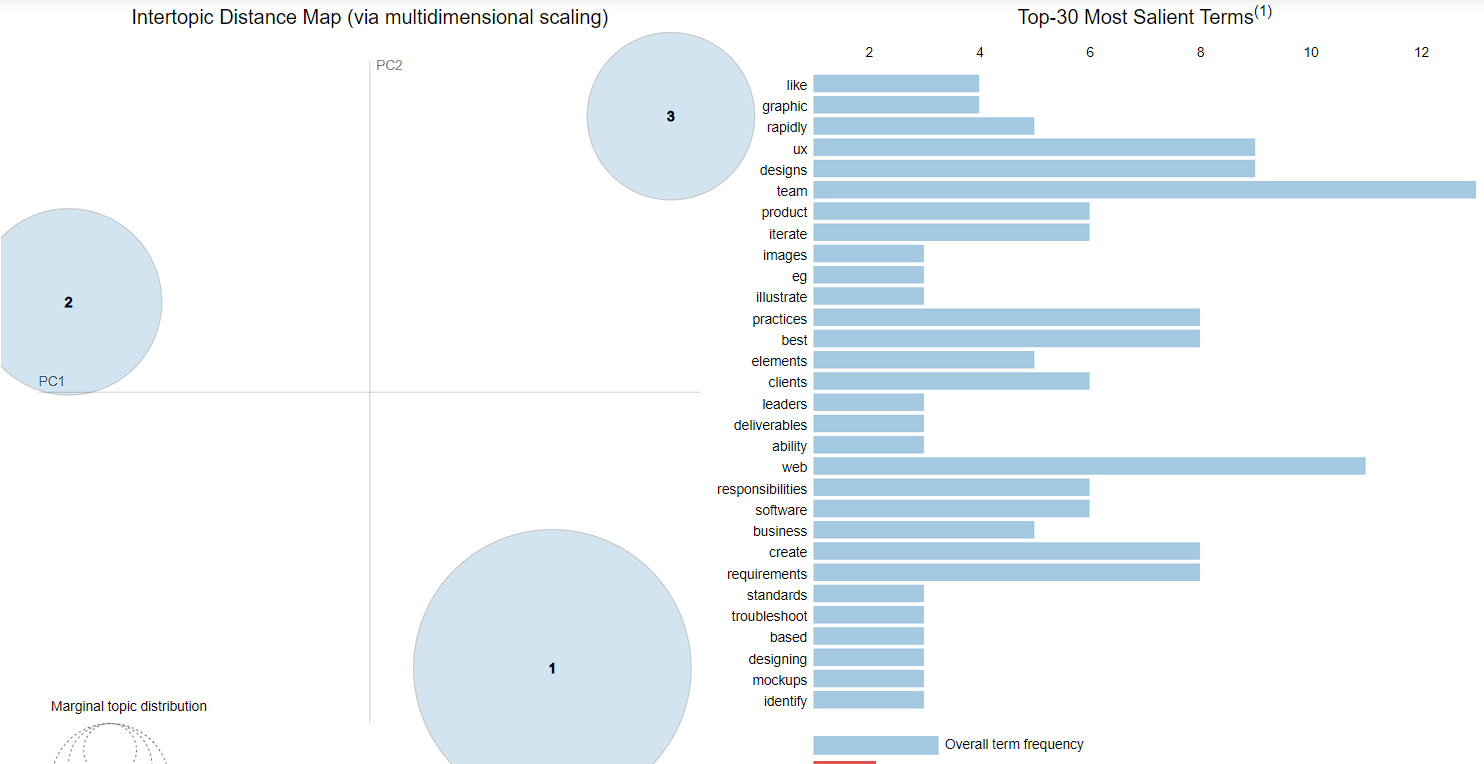 Intertopic Distance Map (via multidimensional scaling)
PC2
3
2
PC1
1
Marginal topic distribution
Top-30 Most Salient Terms(1)
2 4 6 8 10 12
like
graphic
rapidly
ux
designs
team
product
iterate
images
eg
illustrate
practices
best
elements
clients
leaders
deliverables
ability
web
responsibilities
software
business
create
requirements
standards
troubleshoot
based
designing
mockups
identify
Overall term frequency